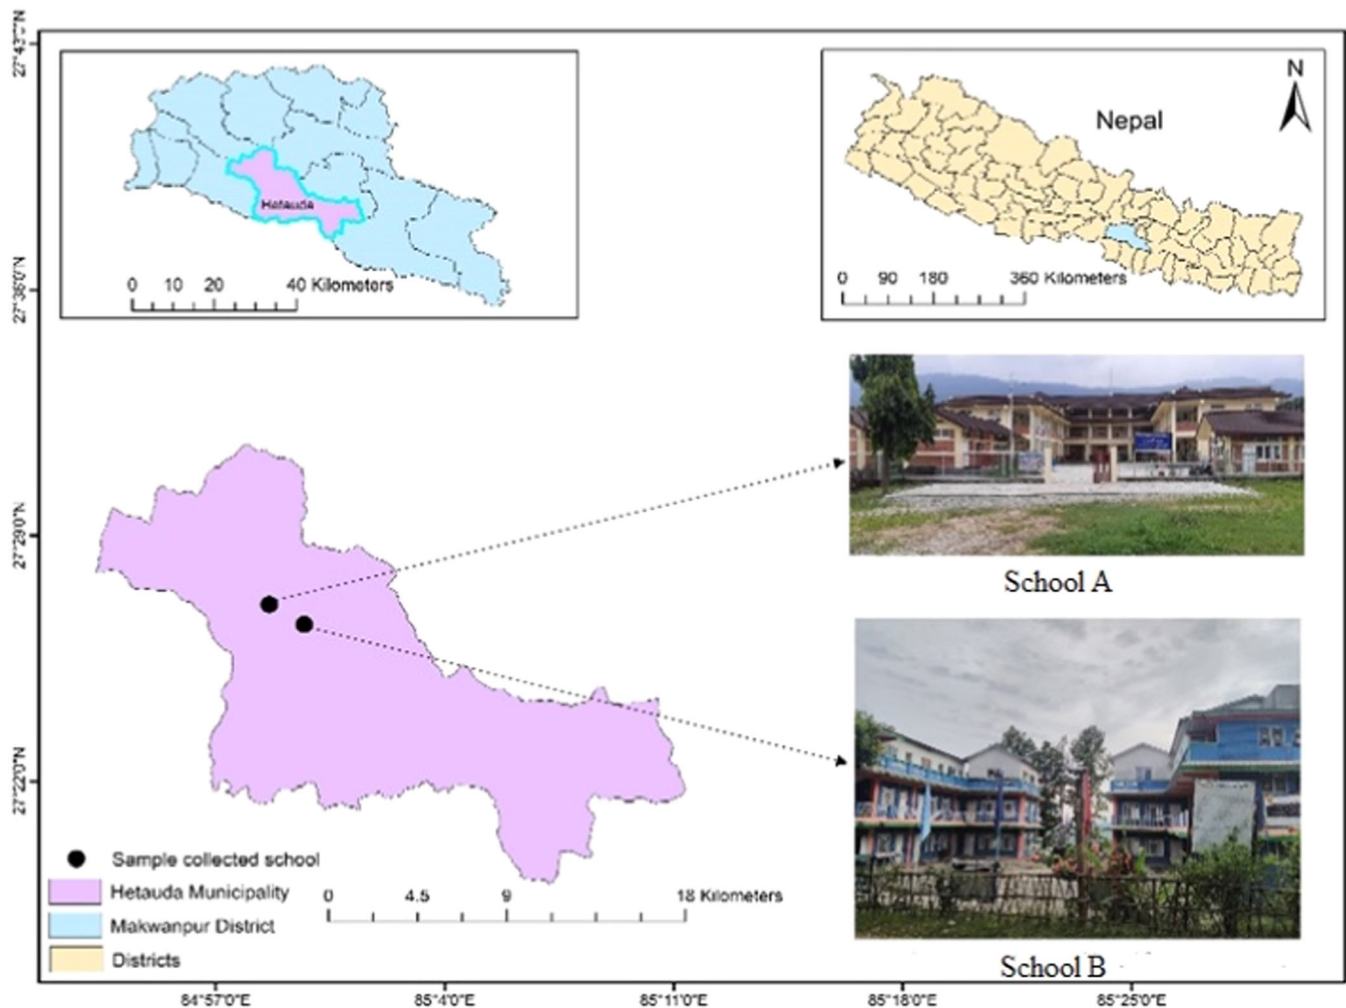 Nepal
N
Hetauda
0 10 20 40 Kilometers
0 90 180 360 Kilometers
27°43'0"N
27°36'0"N
27°29'0"N
27°22'0"N
School A
School B
Sample collected school
Hetauda Municipality
Makwanpur District
Districts
0 4.5 9 18 Kilometers
84°57'0"E 85°4'0"E 85°11'0"E 85°18'0"E 85°25'0"E